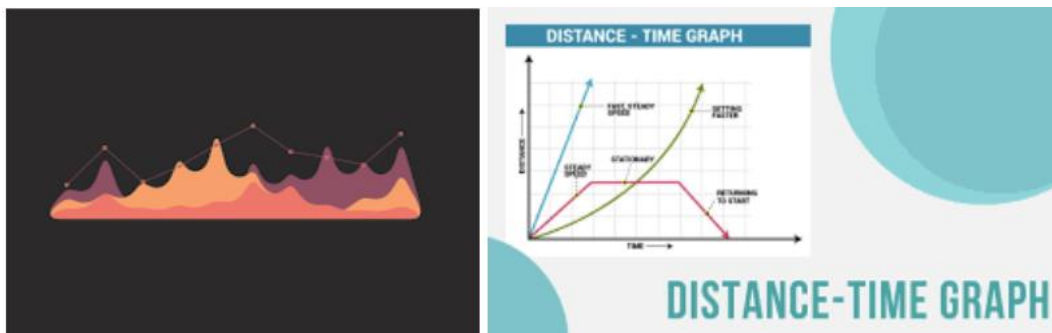 DISTANCE - TIME GRAPH
FAST, STEADY
SPEED
GETTING
FASTER
DISTANCE
STEADY
SPEED
STATIONARY
RETURNING
TO START
TIME
DISTANCE-TIME GRAPH